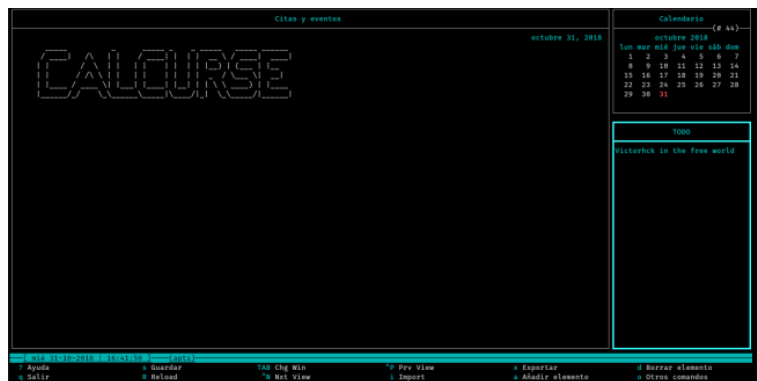 Citas y eventos
octubre 31, 2018
CALCURSE
Calendario
(# 44)
octubre 2018
lun mar mié jue vie sáb dom
1 2 3 4 5 6 7
8 9 10 11 12 13 14
15 16 17 18 19 20 21
22 23 24 25 26 27 28
29 30 31
TODO
Victorhck in the free world
[ mié 31-10-2018 | 16:41:50 ] (apts)
? Ayuda s Guardar TAB Chg Win ^P Prv View x Exportar d Borrar elemento
q Salir R Reload ^N Nxt View i Import a Añadir elemento o Otros comandos